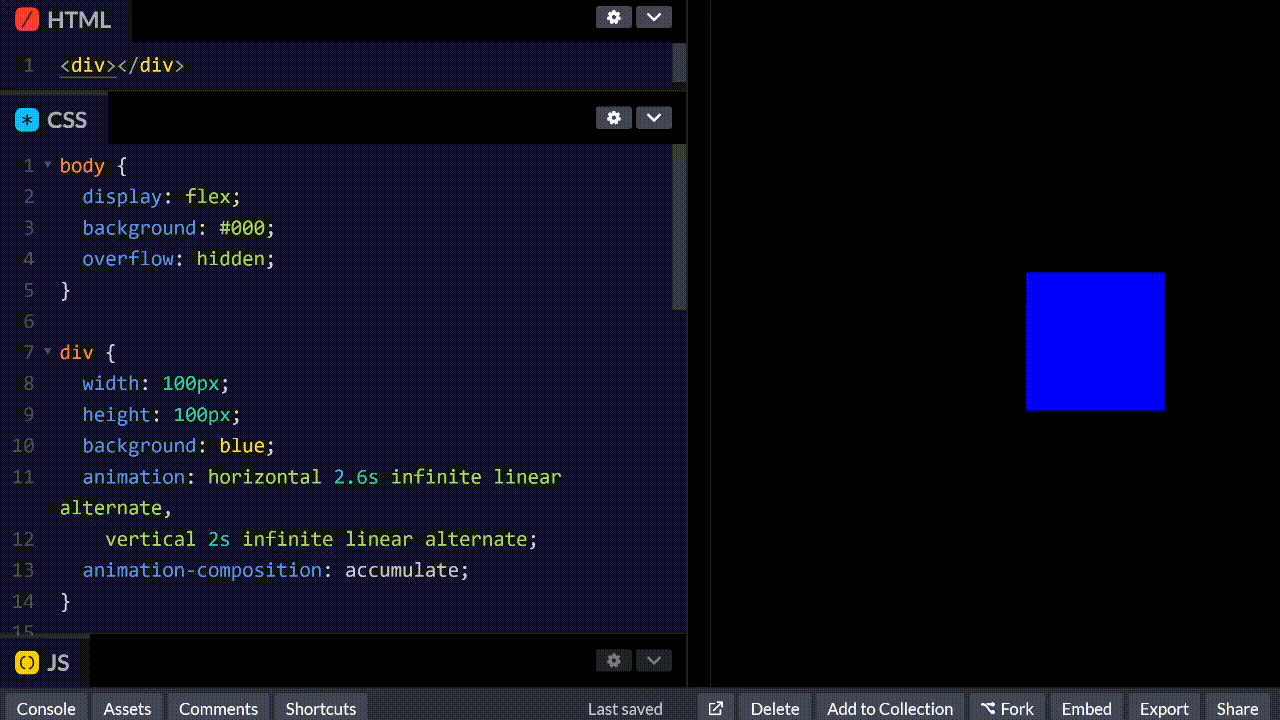 HTML
1 <div></div>
CSS
1 body {
2 display: flex;
3 background: #000;
4 overflow: hidden;
5 }
6
7 div {
8 width: 100px;
9 height: 100px;
10 background: blue;
11 animation: horizontal 2.6s infinite linear
alternate,
12 vertical 2s infinite linear alternate;
13 animation-composition: accumulate;
14 }
15
JS
Console Assets Comments Shortcuts Last saved Delete Add to Collection Fork Embed Export Share